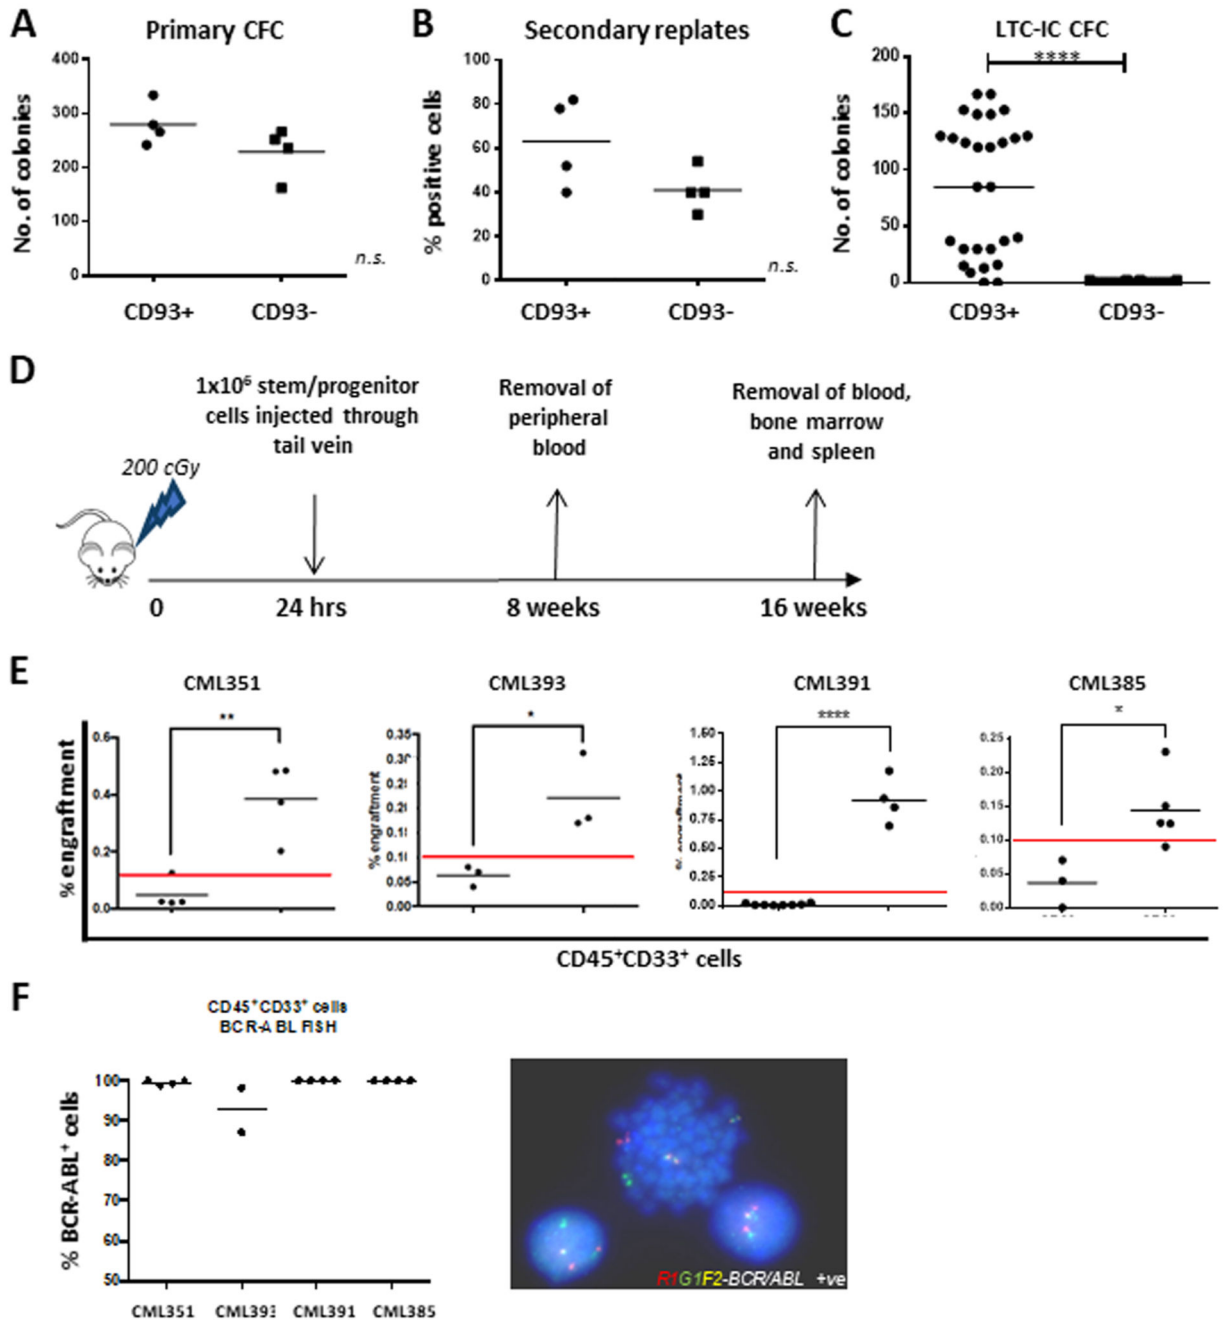 A
Primary CFC
No. of colonies
400
300
200
100
0
CD93+
CD93-
n.s.
B
Secondary replates
% positive cells
100
80
60
40
20
0
CD93+
CD93-
n.s.
C
LTC-IC CFC
****
No. of colonies
200
150
100
50
0
CD93+
CD93-
D
1x10⁶ stem/progenitor
cells injected through
tail vein
Removal of
peripheral
blood
Removal of blood,
bone marrow
and spleen
200 cGy
0
24 hrs
8 weeks
16 weeks
E
CML351
**
% engraftment
0.6
0.4
0.2
0.0
CML393
*
% engraftment
0.35
0.10
0.05
0.00
CML391
****
1.50
1.25
1.00
0.75
0.50
0.25
0.00
CML385
*
0.25
0.20
0.15
0.10
0.05
0.00
CD45⁺CD33⁺ cells
F
CD45⁺CD33⁺ cells
BCR-ABL FISH
% BCR-ABL⁺ cells
100
90
80
70
60
50
CML351
CML393
CML391
CML385
R1G1F2-BCR/ABL +ve